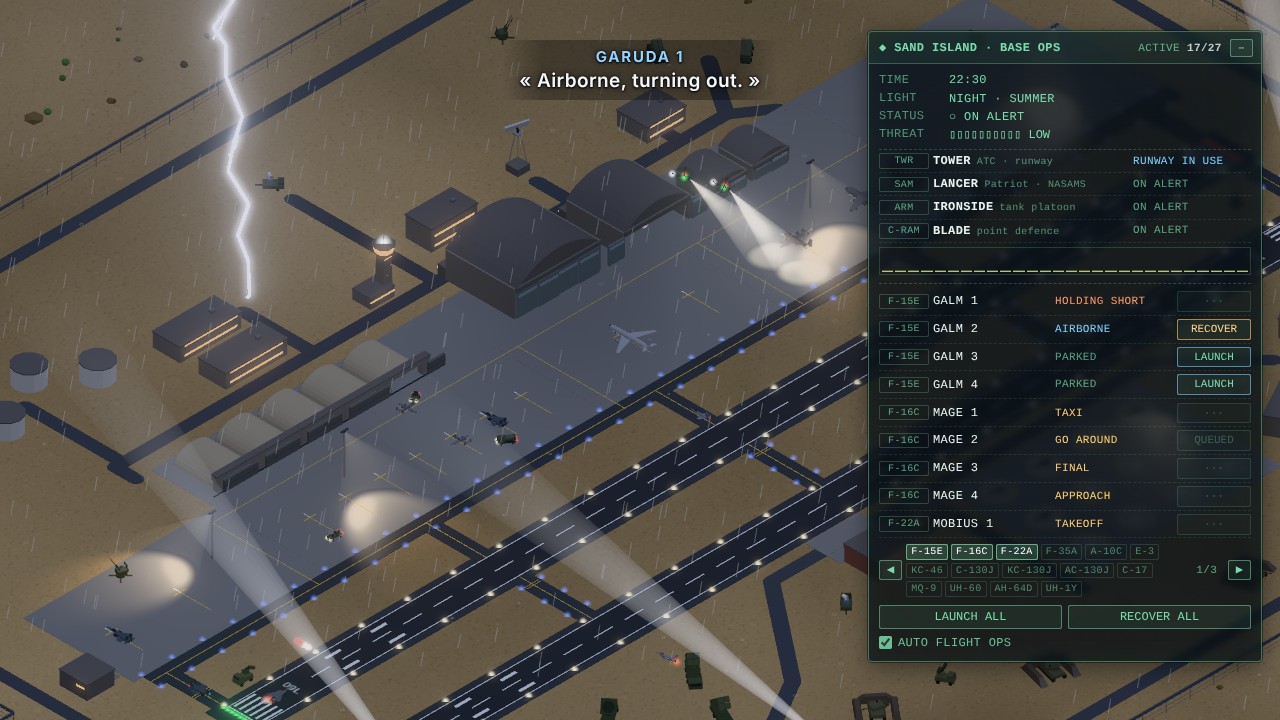 GARUDA 1
« Airborne, turning out. »
◆ SAND ISLAND · BASE OPS ACTIVE 17/27 −
TIME 22:30
LIGHT NIGHT · SUMMER
STATUS ○ ON ALERT
THREAT ▯▯▯▯▯▯▯▯▯▯ LOW
TWR TOWER ATC · runway RUNWAY IN USE
SAM LANCER Patriot · NASAMS ON ALERT
ARM IRONSIDE tank platoon ON ALERT
C-RAM BLADE point defence ON ALERT
F-15E GALM 1 HOLDING SHORT ···
F-15E GALM 2 AIRBORNE RECOVER
F-15E GALM 3 PARKED LAUNCH
F-15E GALM 4 PARKED LAUNCH
F-16C MAGE 1 TAXI ···
F-16C MAGE 2 GO AROUND QUEUED
F-16C MAGE 3 FINAL ···
F-16C MAGE 4 APPROACH ···
F-22A MOBIUS 1 TAKEOFF ···
F-15E F-16C F-22A F-35A A-10C E-3
◀ KC-46 C-130J KC-130J AC-130J C-17 1/3 ▶
MQ-9 UH-60 AH-64D UH-1Y
LAUNCH ALL RECOVER ALL
AUTO FLIGHT OPS